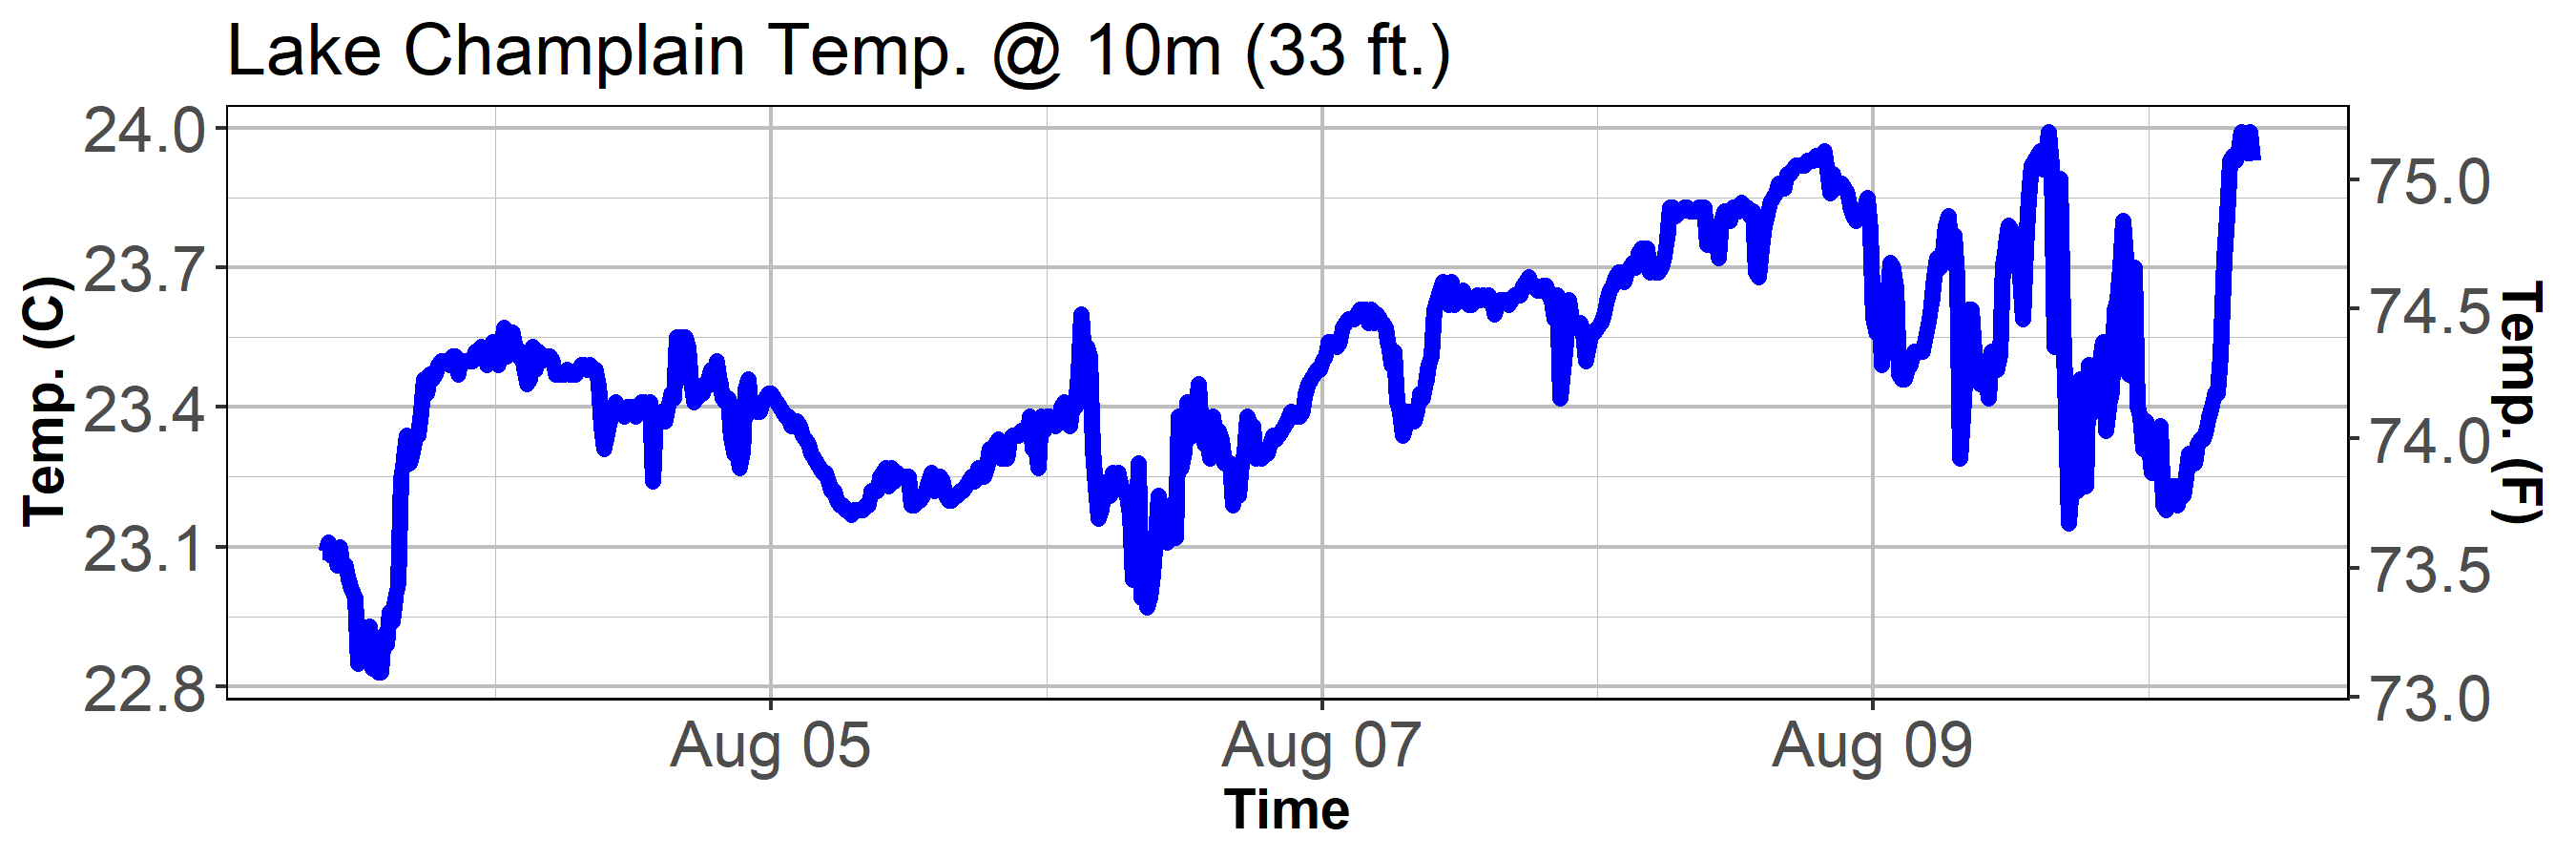 Lake Champlain Temp. @ 10m (33 ft.)
24.0
23.7
23.4
23.1
22.8
Temp. (C)
75.0
74.5
74.0
73.5
73.0
Temp. (F)
Aug 05
Aug 07
Aug 09
Time